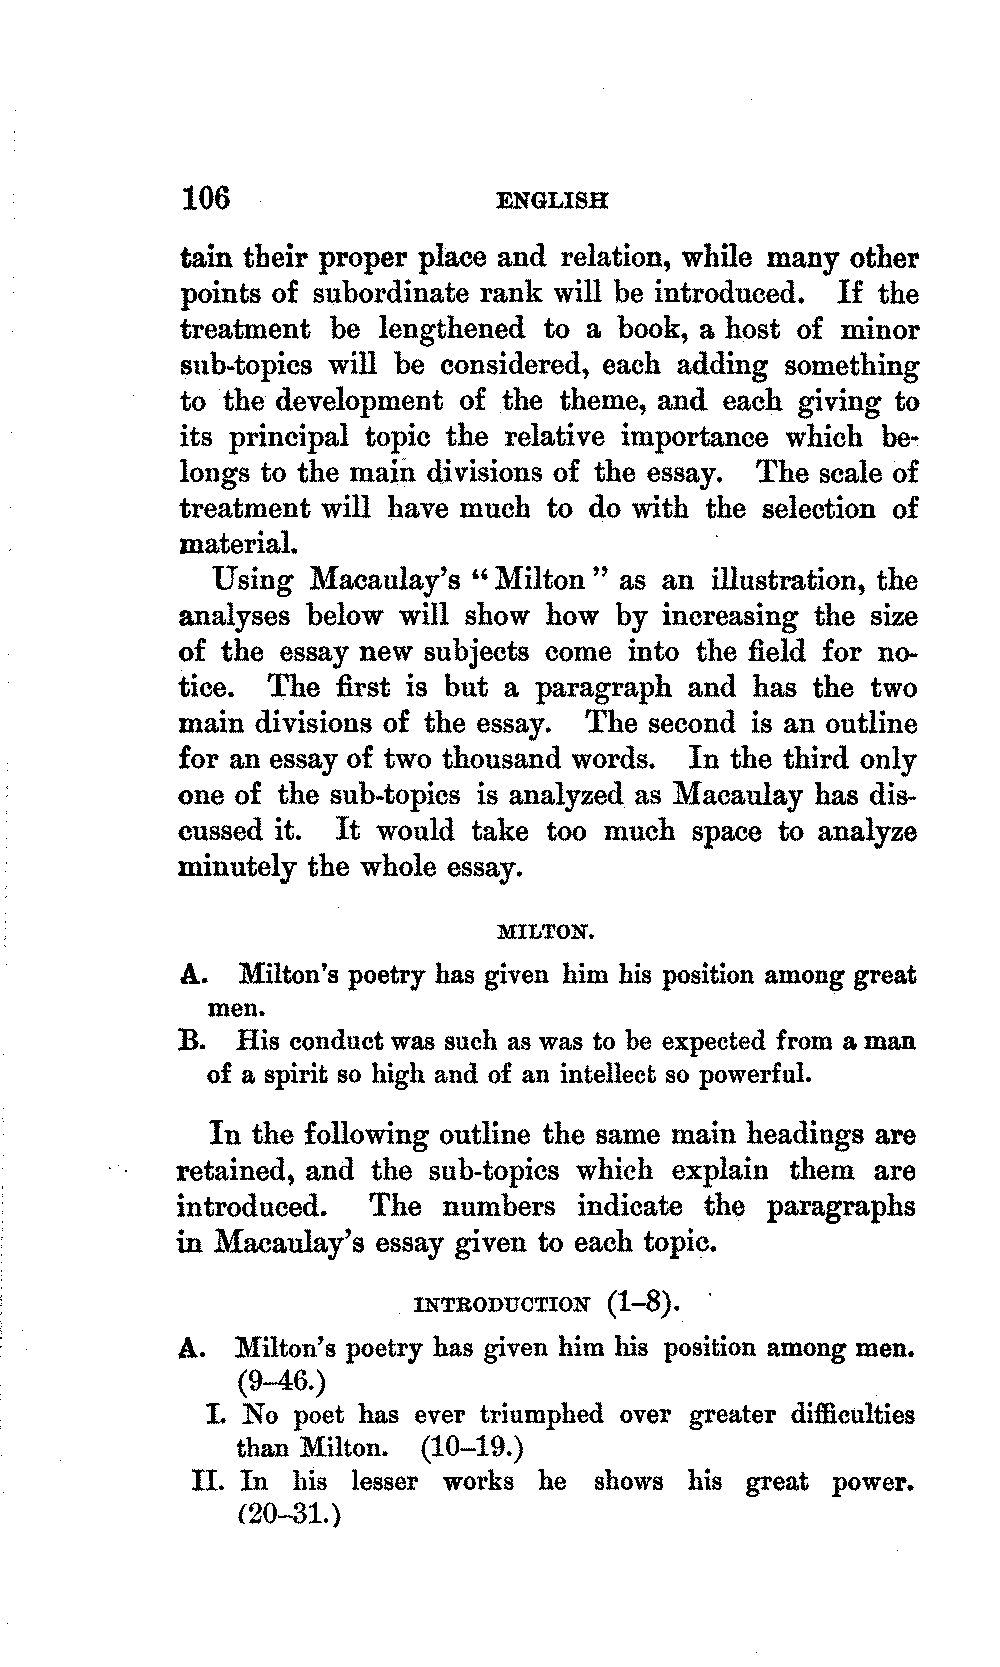 106 ENGLISH
tain their proper place and relation, while many other
points of subordinate rank will be introduced. If the
treatment be lengthened to a book, a host of minor
sub-topics will be considered, each adding something
to the development of the theme, and each giving to
its principal topic the relative importance which be-
longs to the main divisions of the essay. The scale of
treatment will have much to do with the selection of
material.
Using Macaulay's “Milton” as an illustration, the
analyses below will show how by increasing the size
of the essay new subjects come into the field for no-
tice. The first is but a paragraph and has the two
main divisions of the essay. The second is an outline
for an essay of two thousand words. In the third only
one of the sub-topics is analyzed as Macaulay has dis-
cussed it. It would take too much space to analyze
minutely the whole essay.
MILTON.
A. Milton's poetry has given him his position among great
men.
B. His conduct was such as was to be expected from a man
of a spirit so high and of an intellect so powerful.
In the following outline the same main headings are
retained, and the sub-topics which explain them are
introduced. The numbers indicate the paragraphs
in Macaulay's essay given to each topic.
INTRODUCTION (1–8).
A. Milton's poetry has given him his position among men.
(9–46.)
I. No poet has ever triumphed over greater difficulties
than Milton. (10–19.)
II. In his lesser works he shows his great power.
(20–31.)